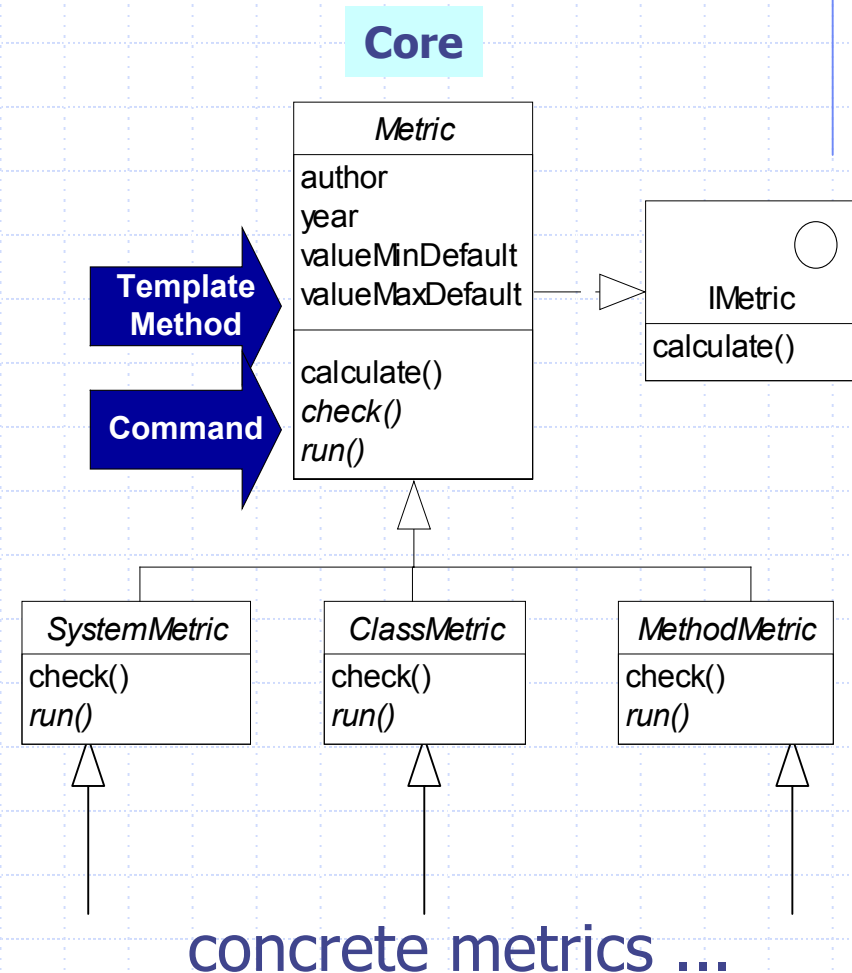 Core
Metric
author
year
valueMinDefault
valueMaxDefault
calculate()
check()
run()
Template
Method
Command
IMetric
calculate()
SystemMetric
check()
run()
ClassMetric
check()
run()
MethodMetric
check()
run()
concrete metrics ...